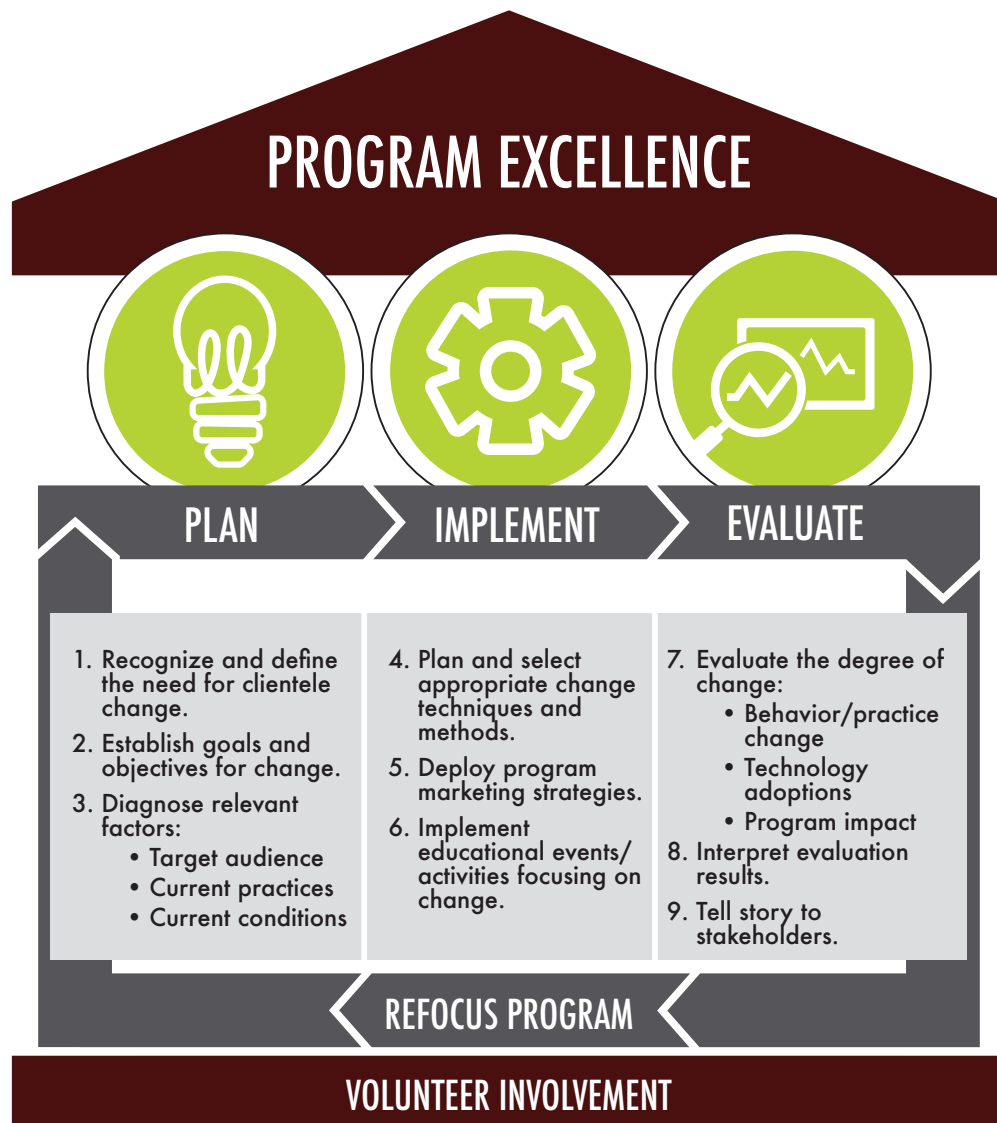 PROGRAM EXCELLENCE
PLAN
IMPLEMENT
EVALUATE
1. Recognize and define
the need for clientele
change.
2. Establish goals and
objectives for change.
3. Diagnose relevant
factors:
• Target audience
• Current practices
• Current conditions
4. Plan and select
appropriate change
techniques and
methods.
5. Deploy program
marketing strategies.
6. Implement
educational events/
activities focusing on
change.
7. Evaluate the degree of
change:
• Behavior/practice
change
• Technology
adoptions
• Program impact
8. Interpret evaluation
results.
9. Tell story to
stakeholders.
REFOCUS PROGRAM
VOLUNTEER INVOLVEMENT